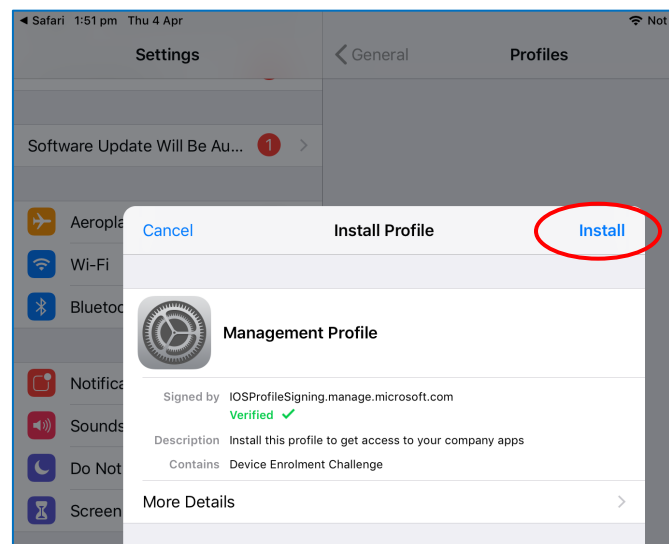 ◀ Safari 1:51 pm Thu 4 Apr Not
Settings
General Profiles
Software Update Will Be Au... 1
Aeropla
Wi-Fi
Bluetoo
Notifica
Sounds
Do Not
Screen
Cancel Install Profile Install
Management Profile
Signed by IOSProfileSigning.manage.microsoft.com
Verified ✓
Description Install this profile to get access to your company apps
Contains Device Enrolment Challenge
More Details